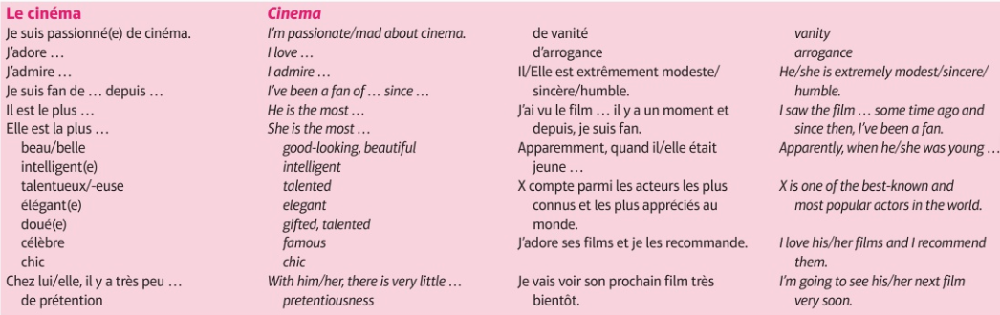 Le cinéma
Je suis passionné(e) de cinéma.
J'adore …
J'admire …
Je suis fan de … depuis …
Il est le plus …
Elle est la plus …
beau/belle
intelligent(e)
talentueux/-euse
élégant(e)
doué(e)
célèbre
chic
Chez lui/elle, il y a très peu …
de prétention
Cinema
I'm passionate/mad about cinema.
I love …
I admire …
I've been a fan of … since …
He is the most …
She is the most …
good-looking, beautiful
intelligent
talented
elegant
gifted, talented
famous
chic
With him/her, there is very little …
pretentiousness
de vanité
d'arrogance
Il/Elle est extrêmement modeste/
sincère/humble.
J'ai vu le film … il y a un moment et
depuis, je suis fan.
Apparemment, quand il/elle était
jeune …
X compte parmi les acteurs les plus
connus et les plus appréciés au
monde.
J'adore ses films et je les recommande.
Je vais voir son prochain film très
bientôt.
vanity
arrogance
He/she is extremely modest/sincere/
humble.
I saw the film … some time ago and
since then, I've been a fan.
Apparently, when he/she was young …
X is one of the best-known and
most popular actors in the world.
I love his/her films and I recommend
them.
I'm going to see his/her next film
very soon.